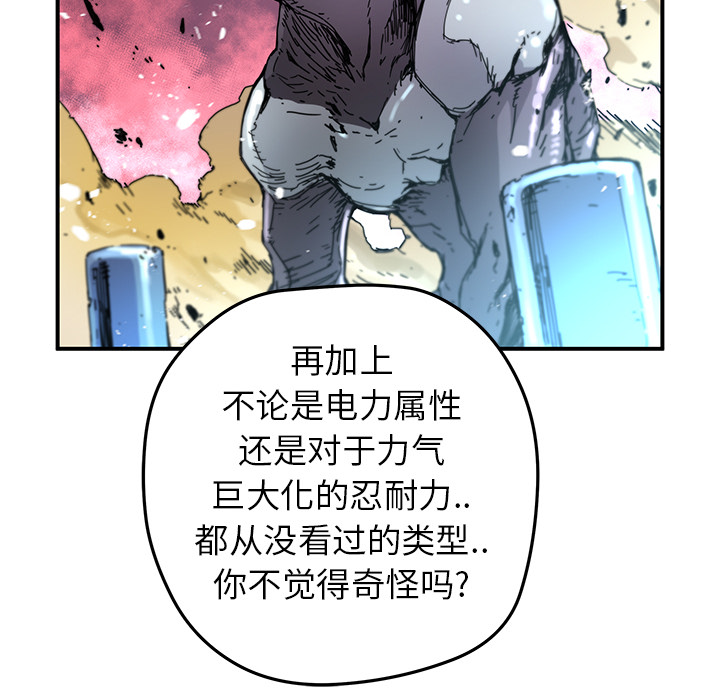 再加上
不论是电力属性
还是对于力气
巨大化的忍耐力..
都从没看过的类型..
你不觉得奇怪吗?